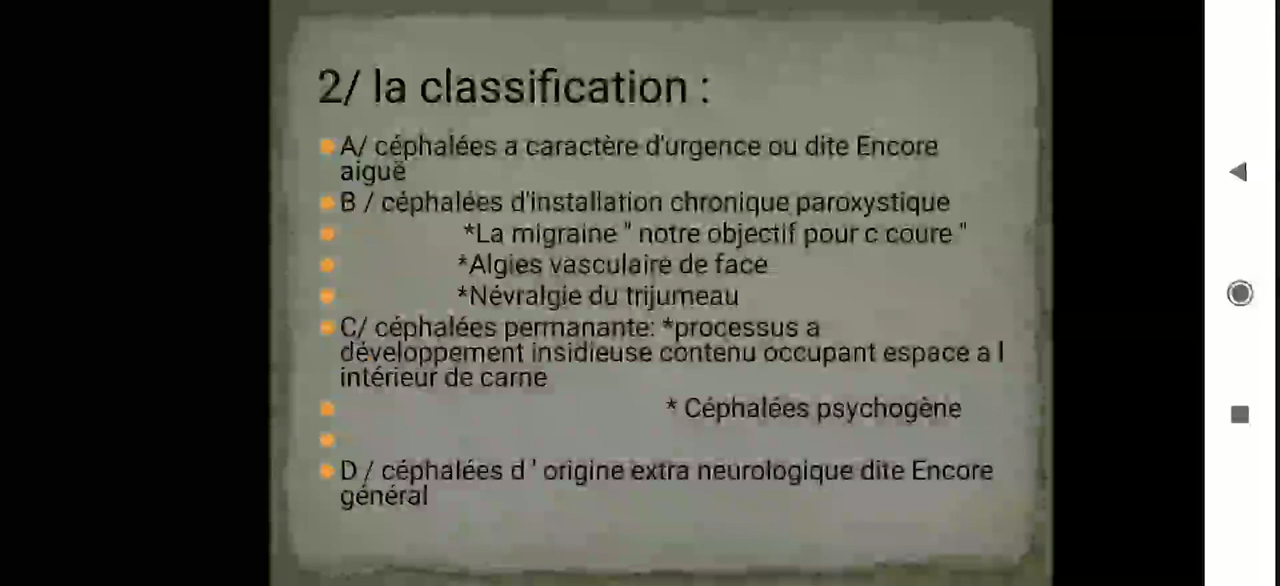 2/ la classification :
A/ céphalées a caractère d'urgence ou dite Encore
aiguë
B / céphalées d'installation chronique paroxystique
*La migraine " notre objectif pour c coure "
*Algies vasculaire de face
*Névralgie du trijumeau
C/ céphalées permanante: *processus a
développement insidieuse contenu occupant espace a l
intérieur de carne
* Céphalées psychogène
D / céphalées d ' origine extra neurologique dite Encore
général